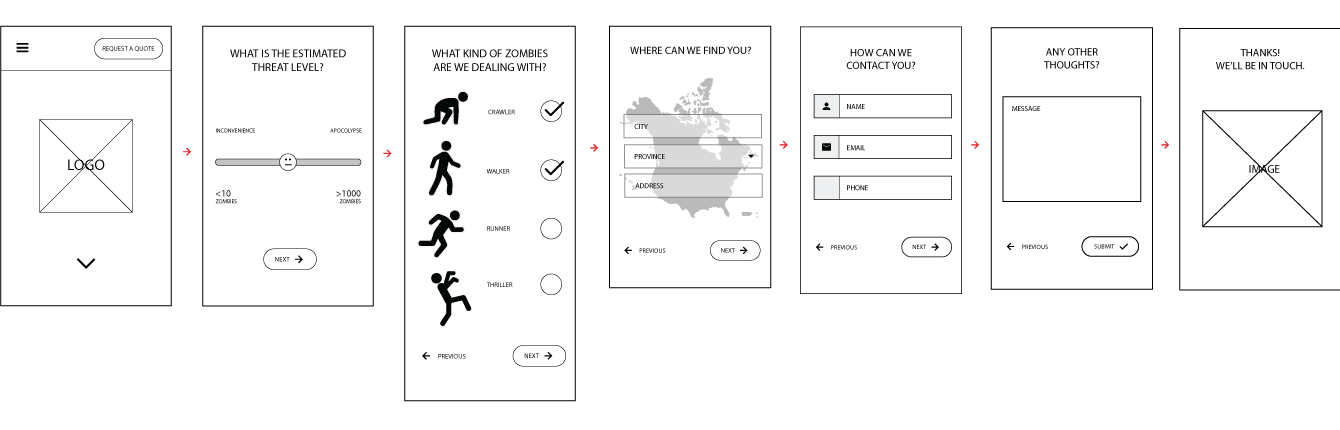 REQUEST A QUOTE
LOGO
WHAT IS THE ESTIMATED
THREAT LEVEL?
INCONVENIENCE
APOCOLYPSE
<10
ZOMBIES
>1000
ZOMBIES
NEXT
WHAT KIND OF ZOMBIES
ARE WE DEALING WITH?
CRAWLER
WALKER
RUNNER
THRILLER
PREVIOUS
NEXT
WHERE CAN WE FIND YOU?
CITY
PROVINCE
ADDRESS
PREVIOUS
NEXT
HOW CAN WE
CONTACT YOU?
NAME
EMAIL
PHONE
PREVIOUS
NEXT
ANY OTHER
THOUGHTS?
MESSAGE
PREVIOUS
SUBMIT
THANKS!
WE'LL BE IN TOUCH.
IMAGE